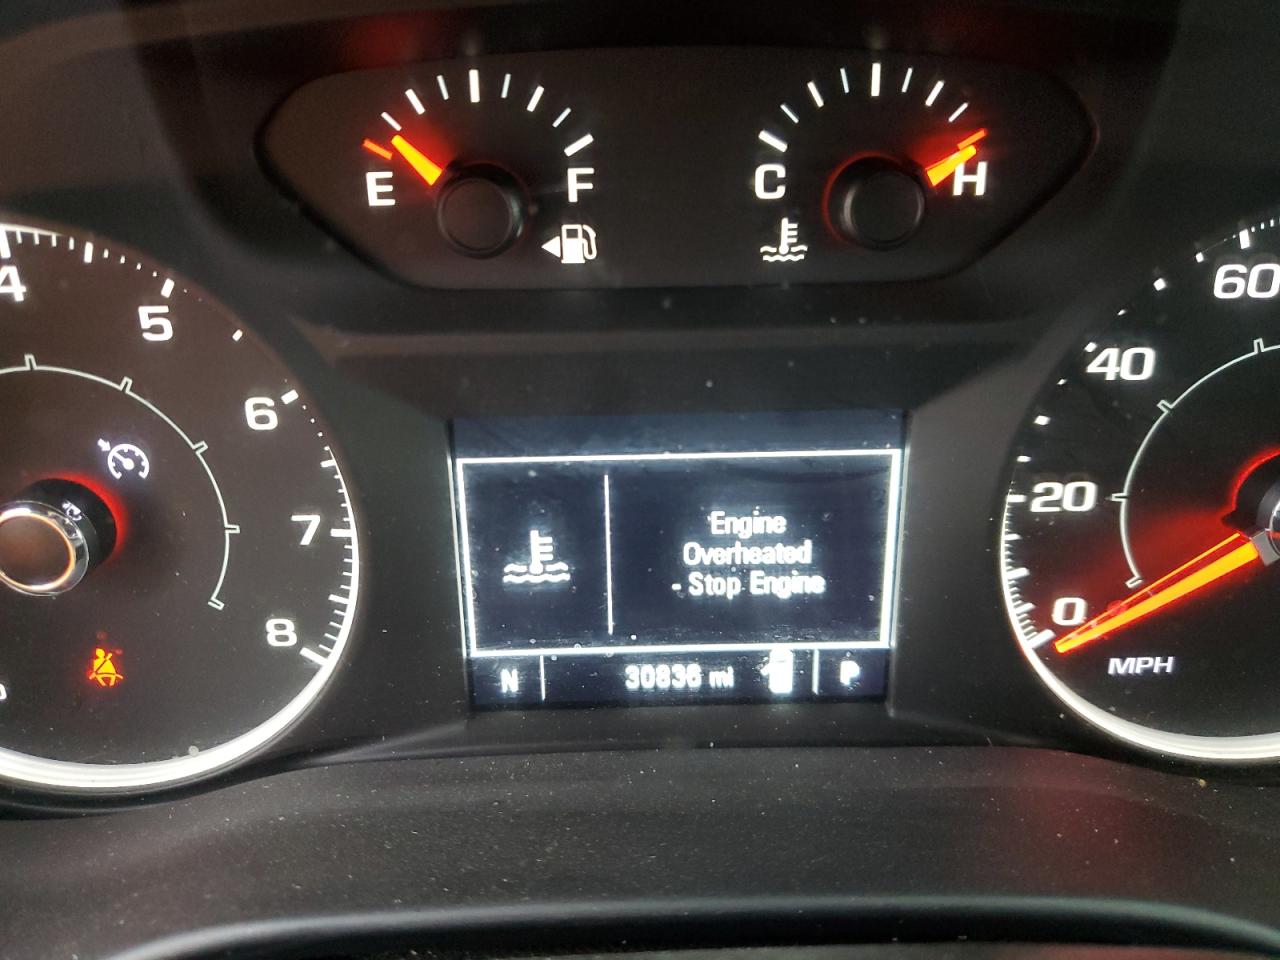 E
F
C
H
4
5
6
7
8
60
40
20
0
MPH
Engine
Overheated
- Stop Engine
N
30836 mi
P